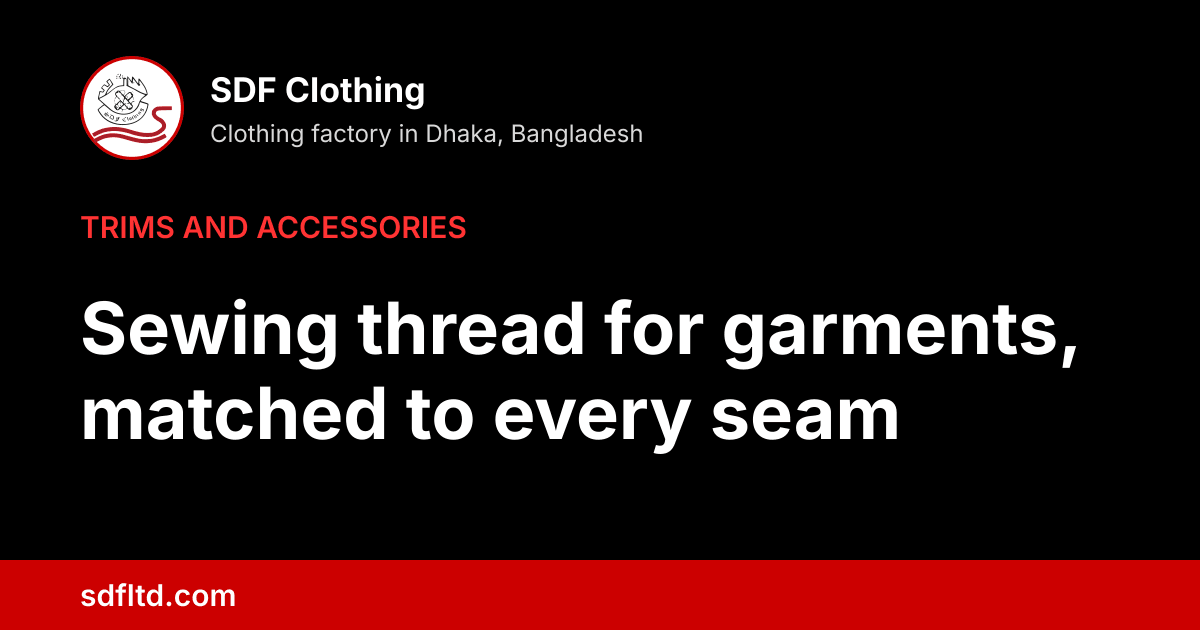 SDF Clothing
Clothing factory in Dhaka, Bangladesh
TRIMS AND ACCESSORIES
Sewing thread for garments,
matched to every seam
sdfltd.com